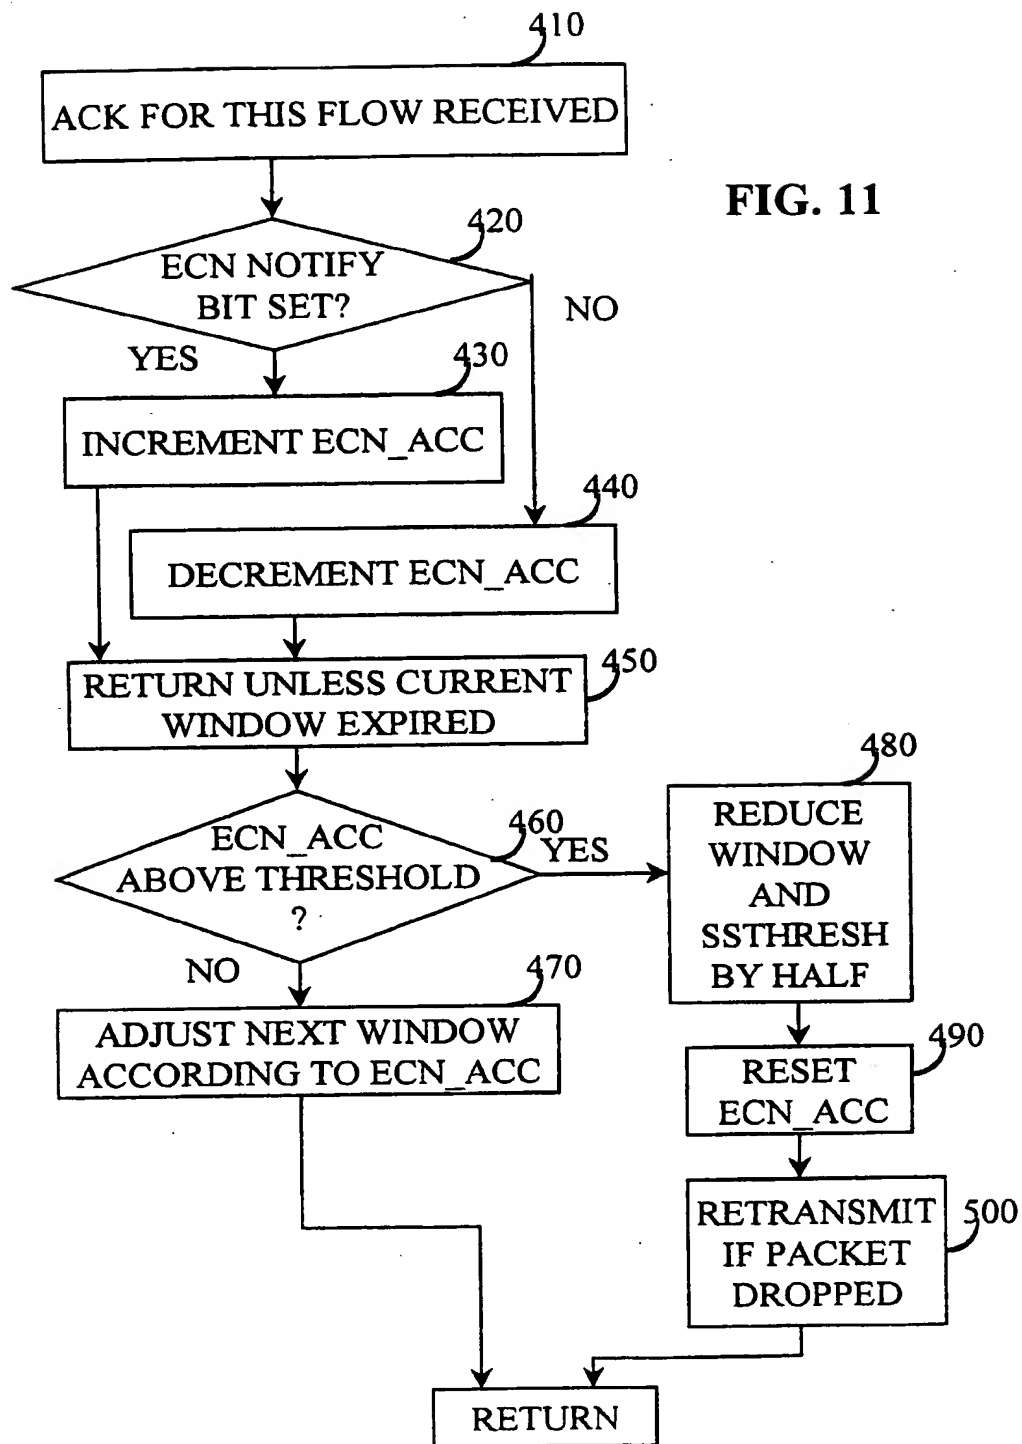 410
ACK FOR THIS FLOW RECEIVED
FIG. 11
420
ECN NOTIFY
BIT SET?
NO
YES
430
INCREMENT ECN_ACC
440
DECREMENT ECN_ACC
450
RETURN UNLESS CURRENT
WINDOW EXPIRED
460
ECN_ACC
ABOVE THRESHOLD
?
YES
NO
480
REDUCE
WINDOW
AND
SSTHRESH
BY HALF
470
ADJUST NEXT WINDOW
ACCORDING TO ECN_ACC
490
RESET
ECN_ACC
500
RETRANSMIT
IF PACKET
DROPPED
RETURN